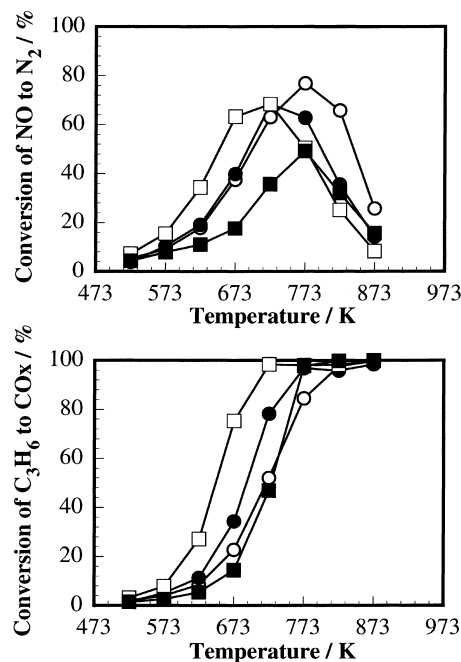 Conversion of NO to N2 / %
100
80
60
40
20
0
473 573 673 773 873 973
Temperature / K
Conversion of C3H6 to COx / %
100
80
60
40
20
0
473 573 673 773 873 973
Temperature / K